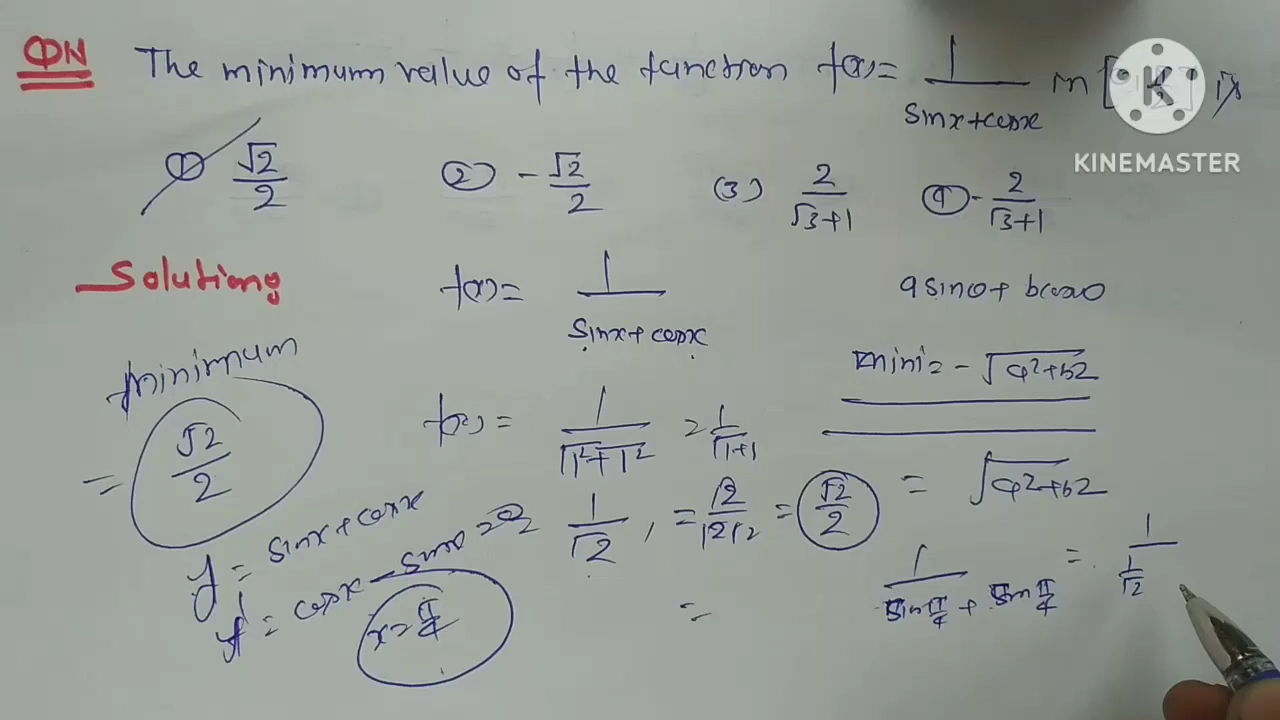 QN The minimum value of the function f(x) = 1/(sinx+cosx) in [ ] is
① √2/2 ② -√2/2 (3) 2/(√3+1) ④ -2/(√3+1)
KINEMASTER
Solution:
f(x) = 1/(sinx+cosx)
a sinθ + b cosθ
minimum
= √2/2
mini = -√(a²+b2)
f(x) = 1/√(1²+1²) = 1/√(1+1)
= √(a²+b2)
1/√2, = √2/(√2√2) = √2/2
y = sinx+cosx
y' = cosx - sinx = 0
x = π/4
= 1/(sin π/4 + sin π/4) = 1/(1/√2